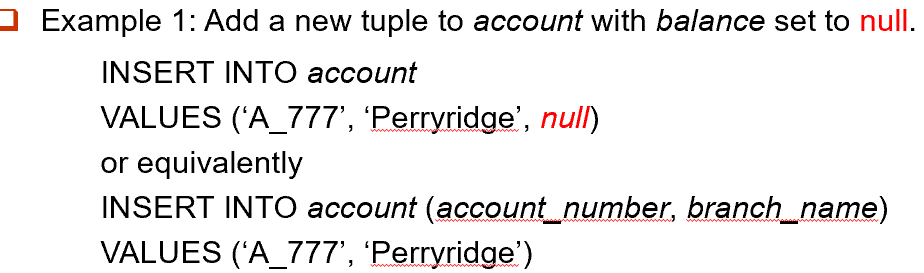 Example 1: Add a new tuple to account with balance set to null.
INSERT INTO account
VALUES (‘A_777’, ‘Perryridge’, null)
or equivalently
INSERT INTO account (account_number, branch_name)
VALUES (‘A_777’, ‘Perryridge’)